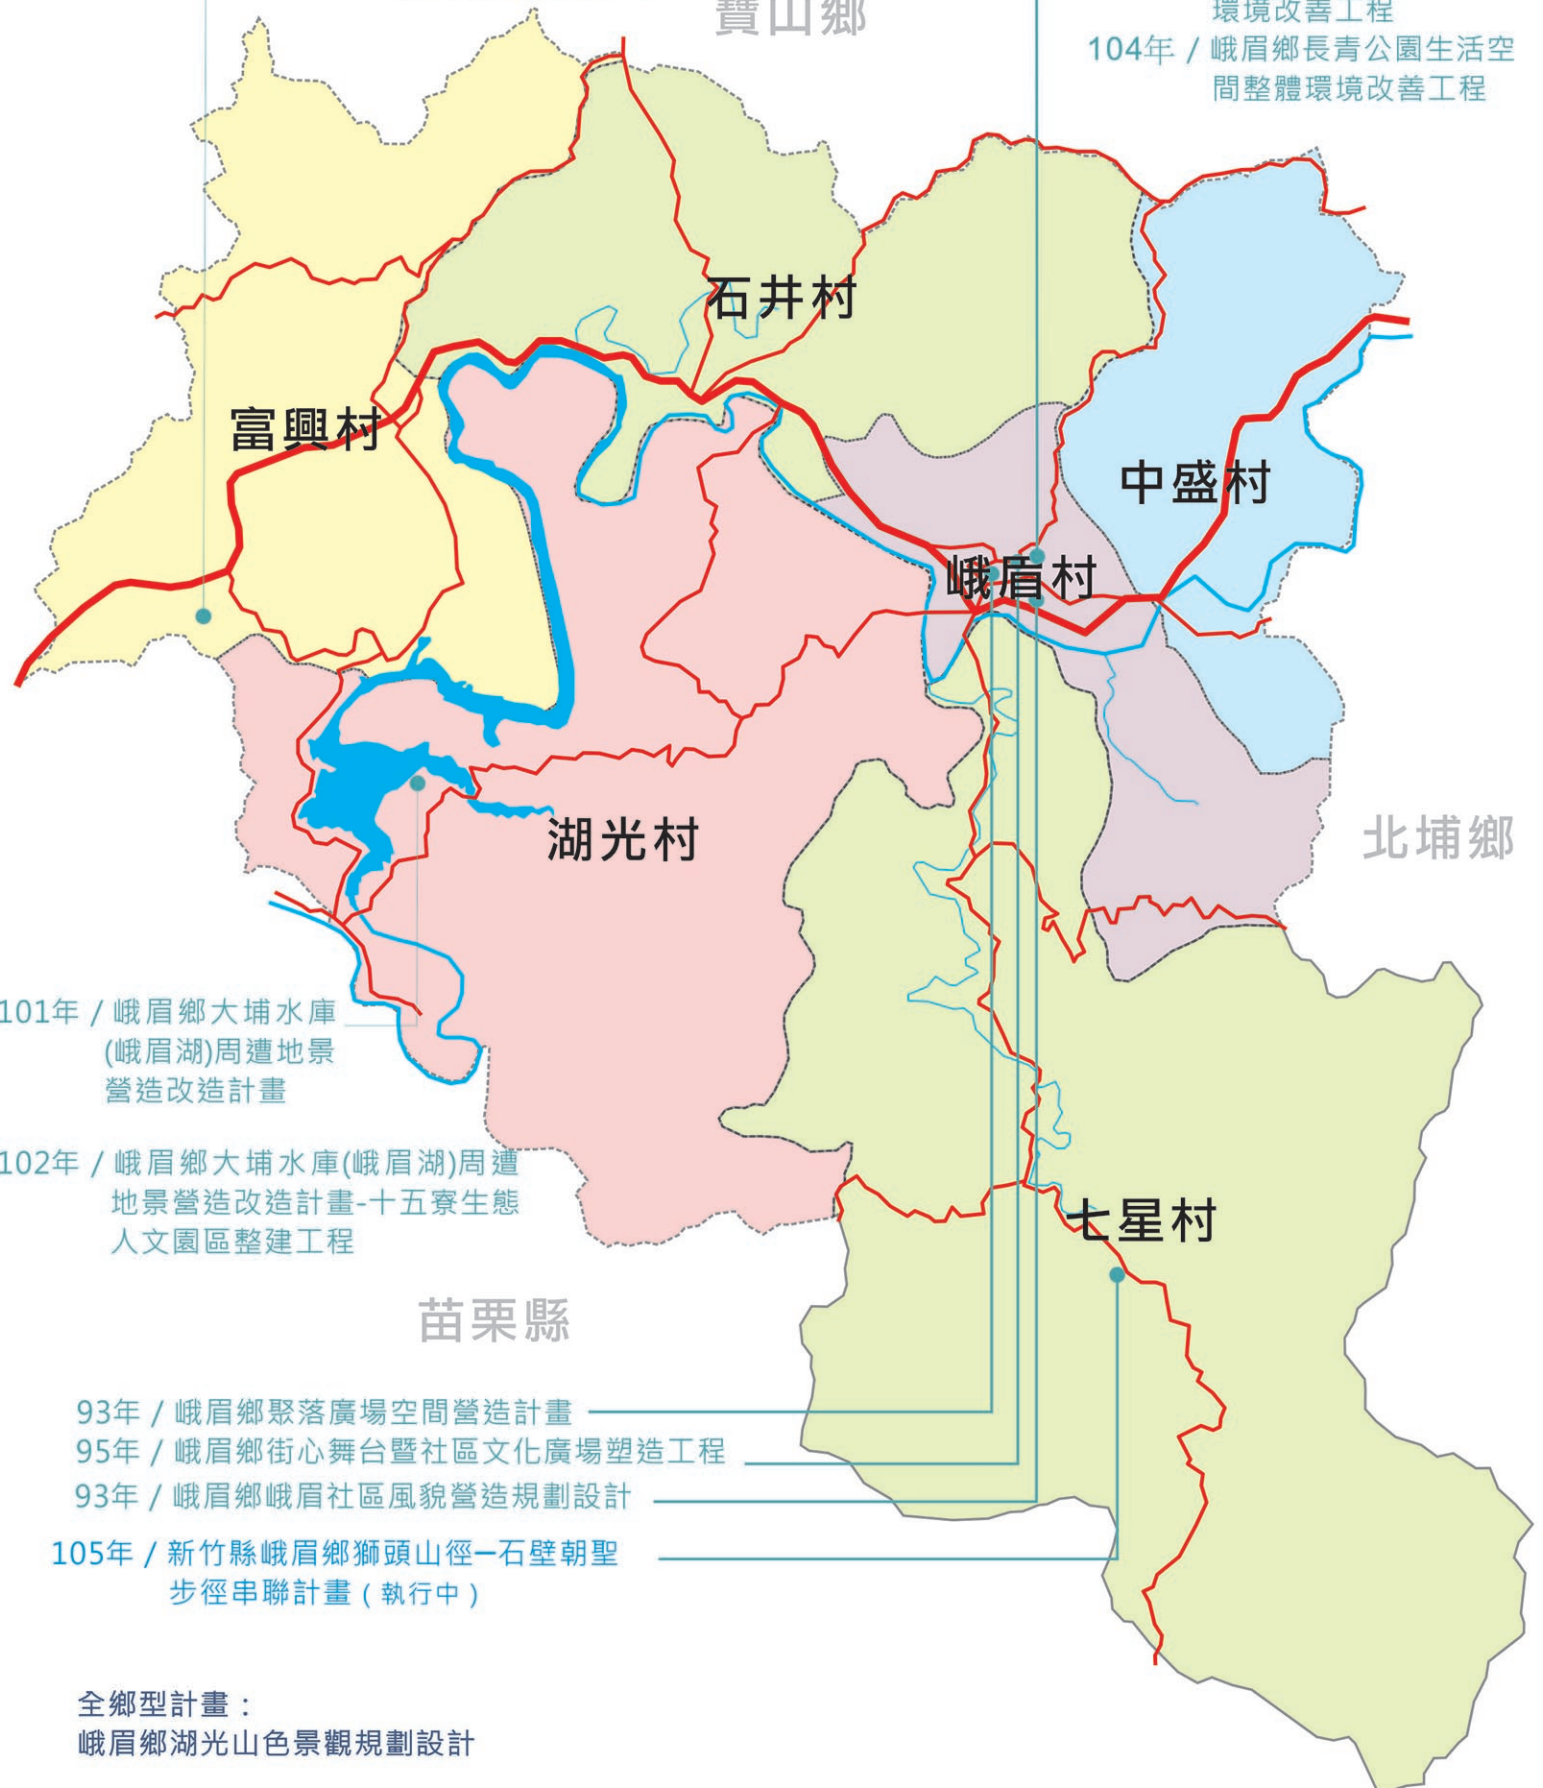 寶山鄉
環境改善工程
104年 / 峨眉鄉長青公園生活空
間整體環境改善工程
石井村
富興村
中盛村
峨眉村
湖光村
北埔鄉
101年 / 峨眉鄉大埔水庫
(峨眉湖)周遭地景
營造改造計畫
102年 / 峨眉鄉大埔水庫(峨眉湖)周遭
地景營造改造計畫-十五寮生態
人文園區整建工程
七星村
苗栗縣
93年 / 峨眉鄉聚落廣場空間營造計畫
95年 / 峨眉鄉街心舞台暨社區文化廣場塑造工程
93年 / 峨眉鄉峨眉社區風貌營造規劃設計
105年 / 新竹縣峨眉鄉獅頭山徑—石壁朝聖
步徑串聯計畫 ( 執行中 )
全鄉型計畫：
峨眉鄉湖光山色景觀規劃設計